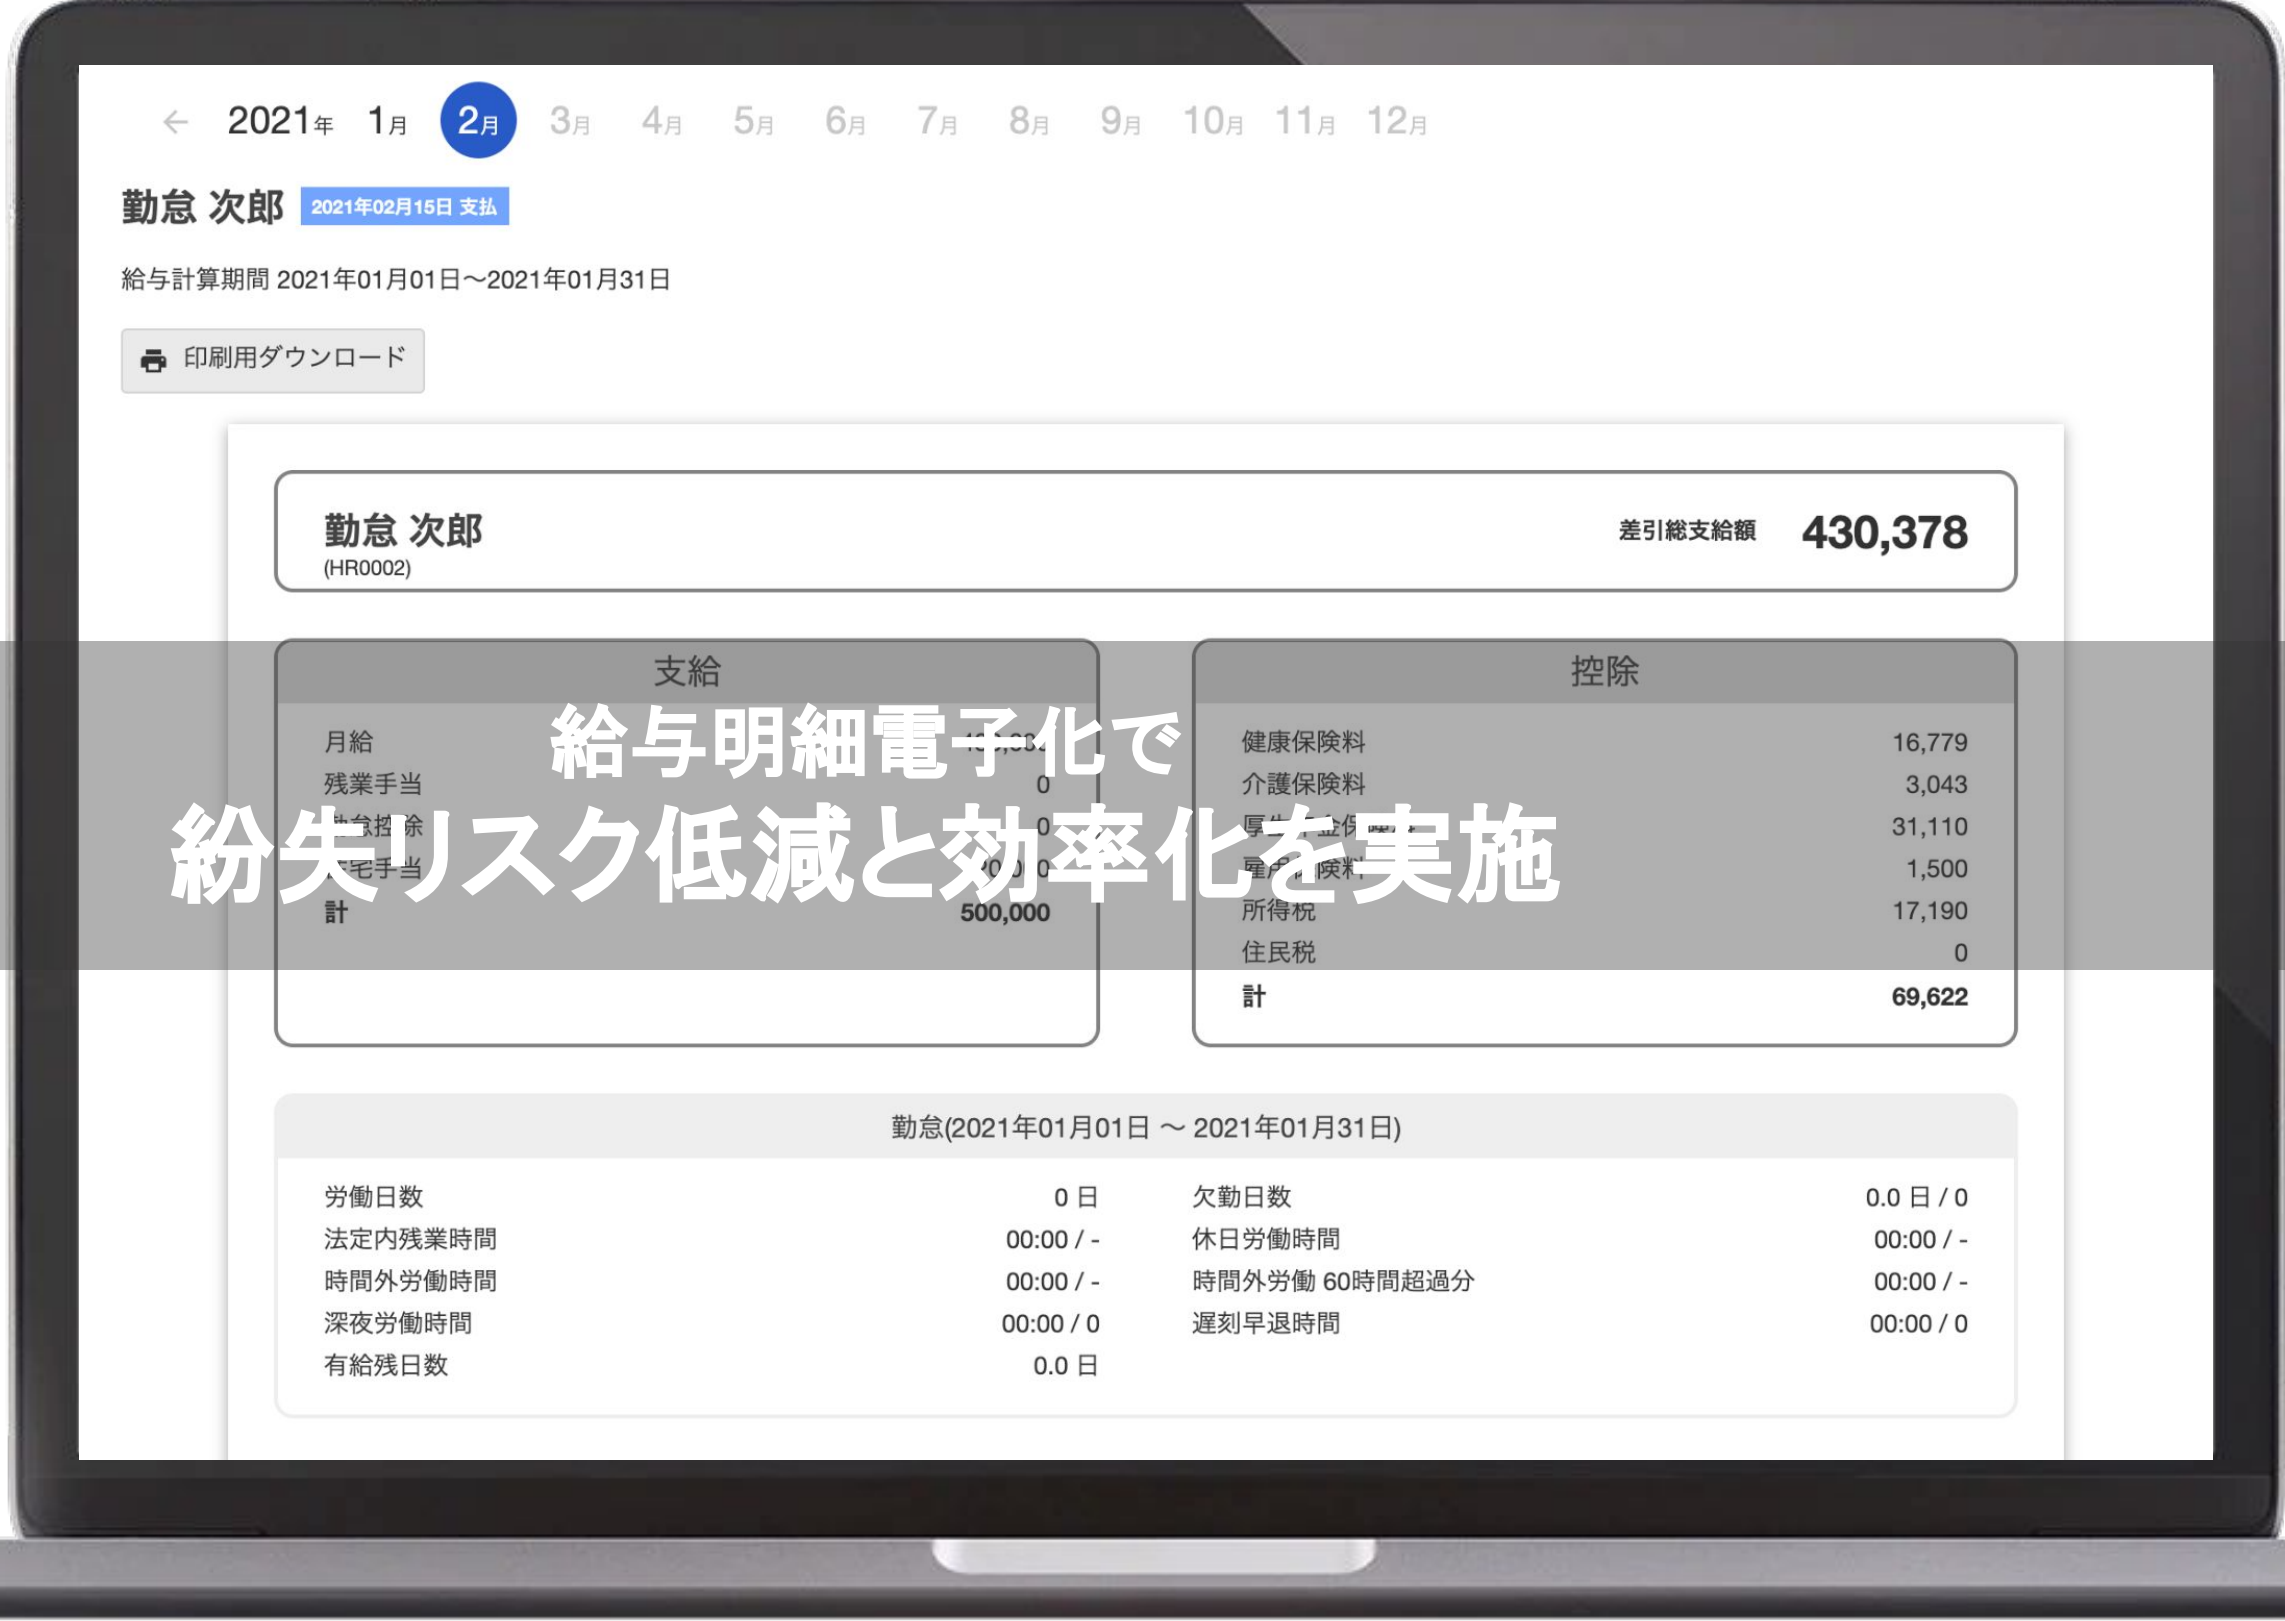 ← 2021年 1月 2月 3月 4月 5月 6月 7月 8月 9月 10月 11月 12月
勤怠 次郎 2021年02月15日 支払
給与計算期間 2021年01月01日〜2021年01月31日
印刷用ダウンロード
勤怠 次郎 差引総支給額 430,378
(HR0002)
支給
月給
残業手当 0
控除 0
宅手当
計 500,000
控除
健康保険料 16,779
介護保険料 3,043
31,110
1,500
所得税 17,190
住民税 0
計 69,622
給与明細電子化で
紛失リスク低減と効率化を実施
勤怠(2021年01月01日 〜 2021年01月31日)
労働日数 0 日 欠勤日数 0.0 日 / 0
法定内残業時間 00:00 / - 休日労働時間 00:00 / -
時間外労働時間 00:00 / - 時間外労働 60時間超過分 00:00 / -
深夜労働時間 00:00 / 0 遅刻早退時間 00:00 / 0
有給残日数 0.0 日